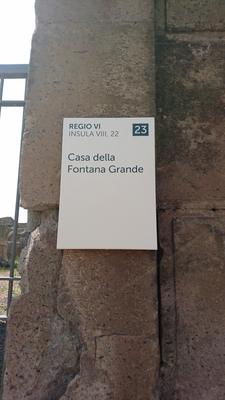 REGIO VI
INSULA VIII, 22
23
Casa della
Fontana Grande